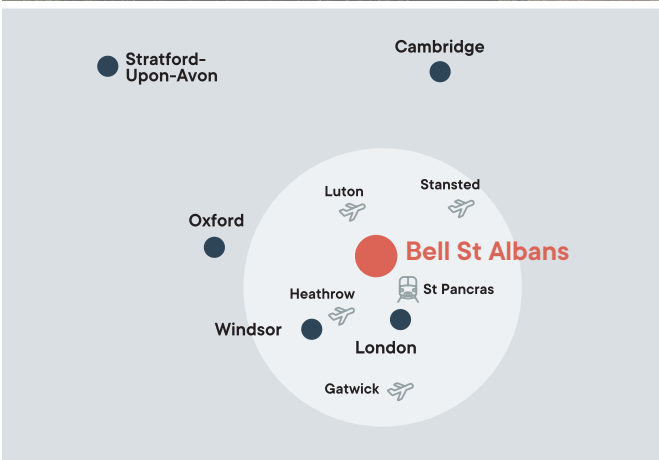 Stratford-
Upon-Avon
Cambridge
Luton
Stansted
Oxford
Bell St Albans
Heathrow
St Pancras
Windsor
London
Gatwick